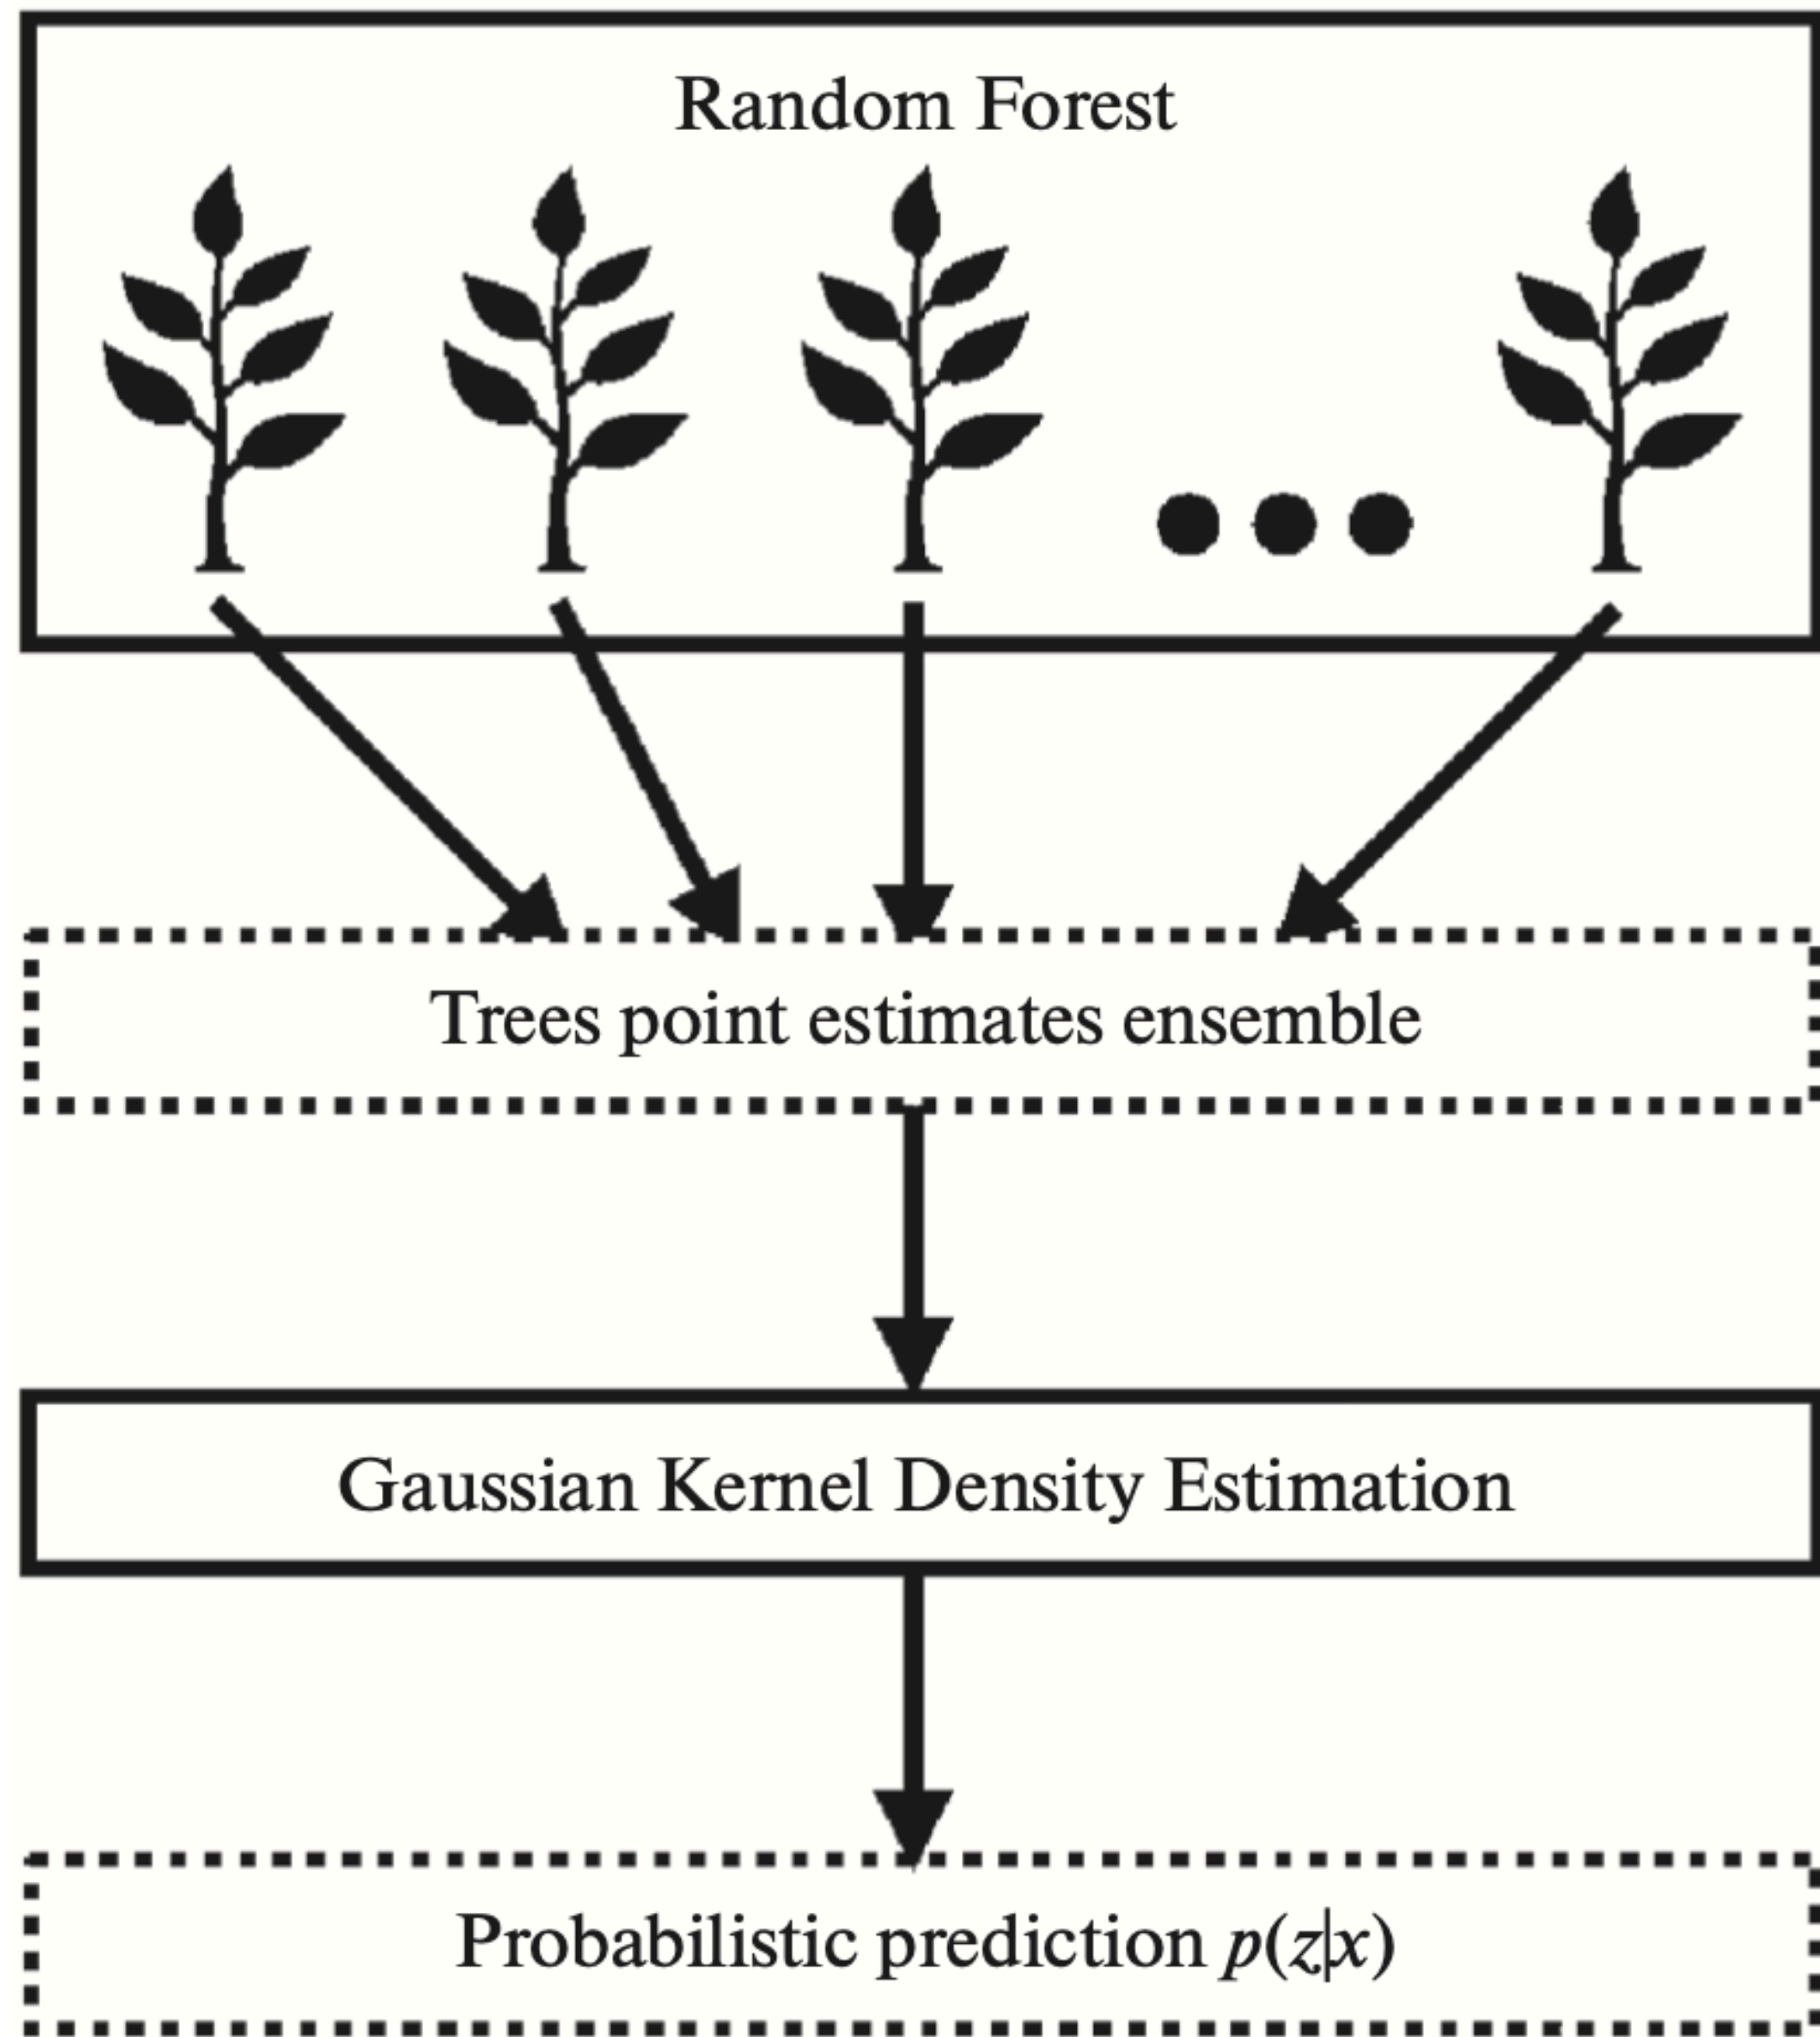 Random Forest
Trees point estimates ensemble
Gaussian Kernel Density Estimation
Probabilistic prediction p(z|x)